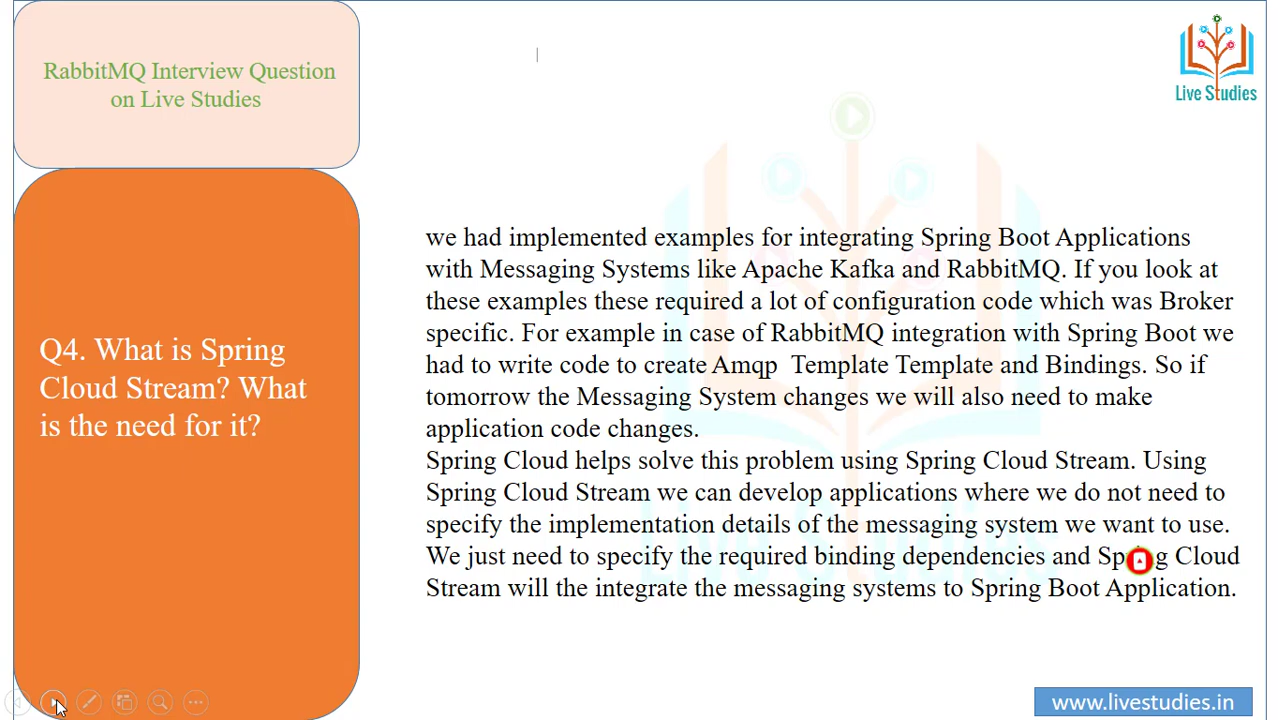 RabbitMQ Interview Question
on Live Studies
Q4. What is Spring
Cloud Stream? What
is the need for it?
Live Studies
we had implemented examples for integrating Spring Boot Applications
with Messaging Systems like Apache Kafka and RabbitMQ. If you look at
these examples these required a lot of configuration code which was Broker
specific. For example in case of RabbitMQ integration with Spring Boot we
had to write code to create Amqp Template Template and Bindings. So if
tomorrow the Messaging System changes we will also need to make
application code changes.
Spring Cloud helps solve this problem using Spring Cloud Stream. Using
Spring Cloud Stream we can develop applications where we do not need to
specify the implementation details of the messaging system we want to use.
We just need to specify the required binding dependencies and Spring Cloud
Stream will the integrate the messaging systems to Spring Boot Application.
www.livestudies.in